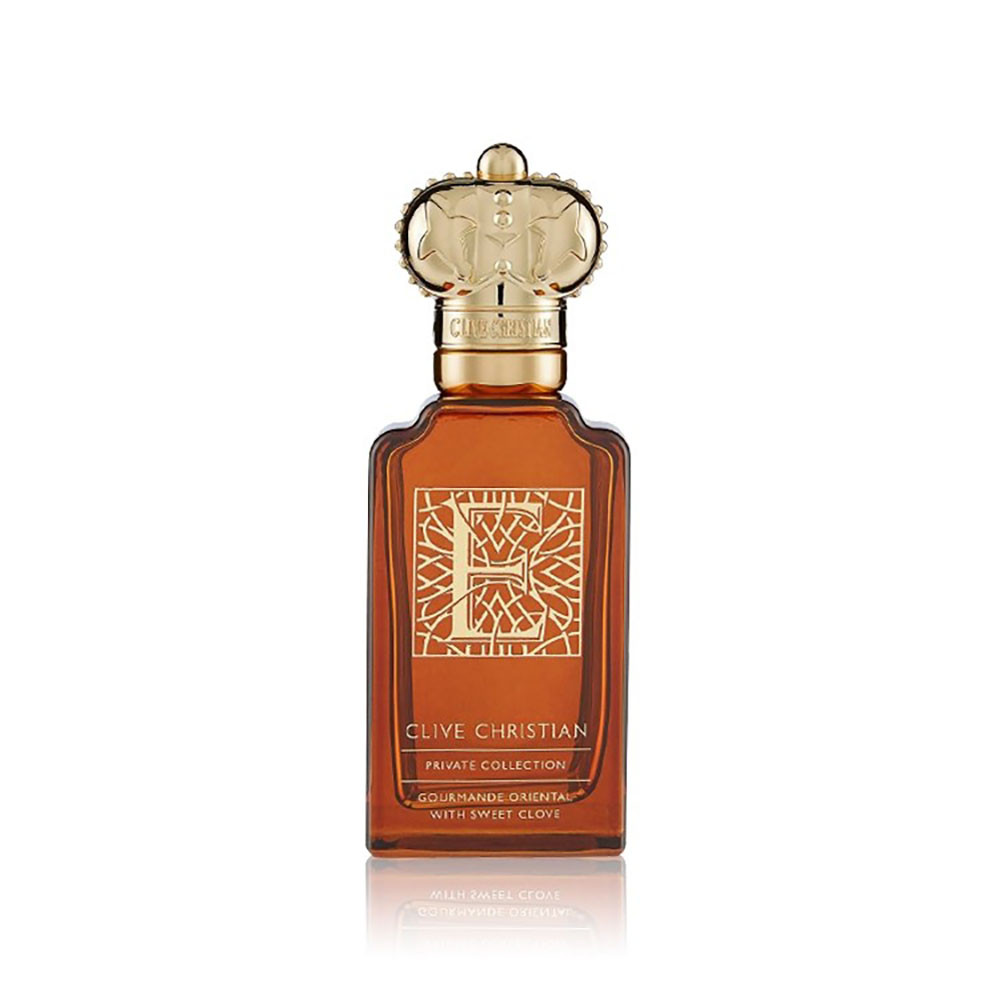 CLIVE CHRISTIAN
E
CLIVE CHRISTIAN
PRIVATE COLLECTION
GOURMANDE ORIENTAL
WITH SWEET CLOVE